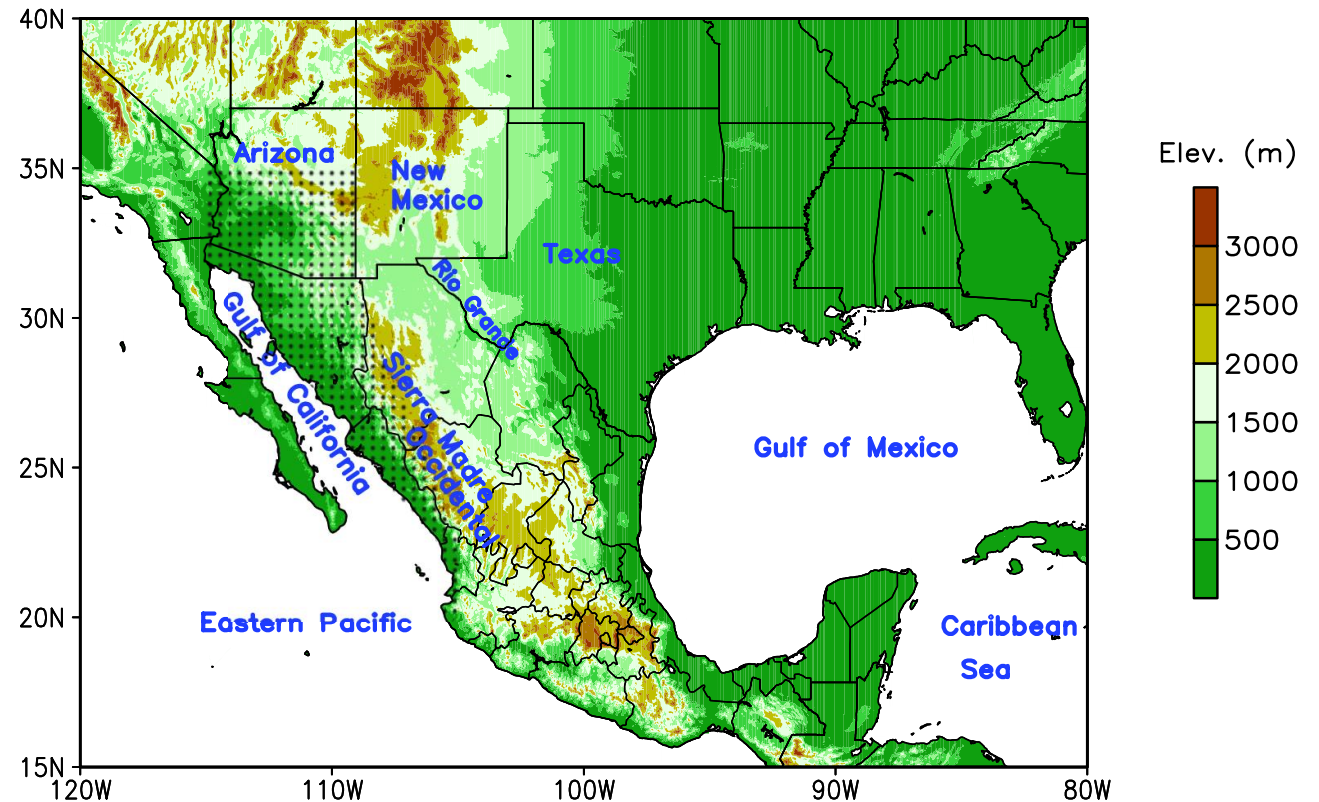 40N
Elev. (m)
Arizona
35N
New
Mexico
3000
Texas
Rio Grande
2500
30N
Gulf of California
2000
Sierra Madre
Occidental
1500
Gulf of Mexico
25N
1000
500
20N
Eastern Pacific
Caribbean
Sea
15N
120W
110W
100W
90W
80W